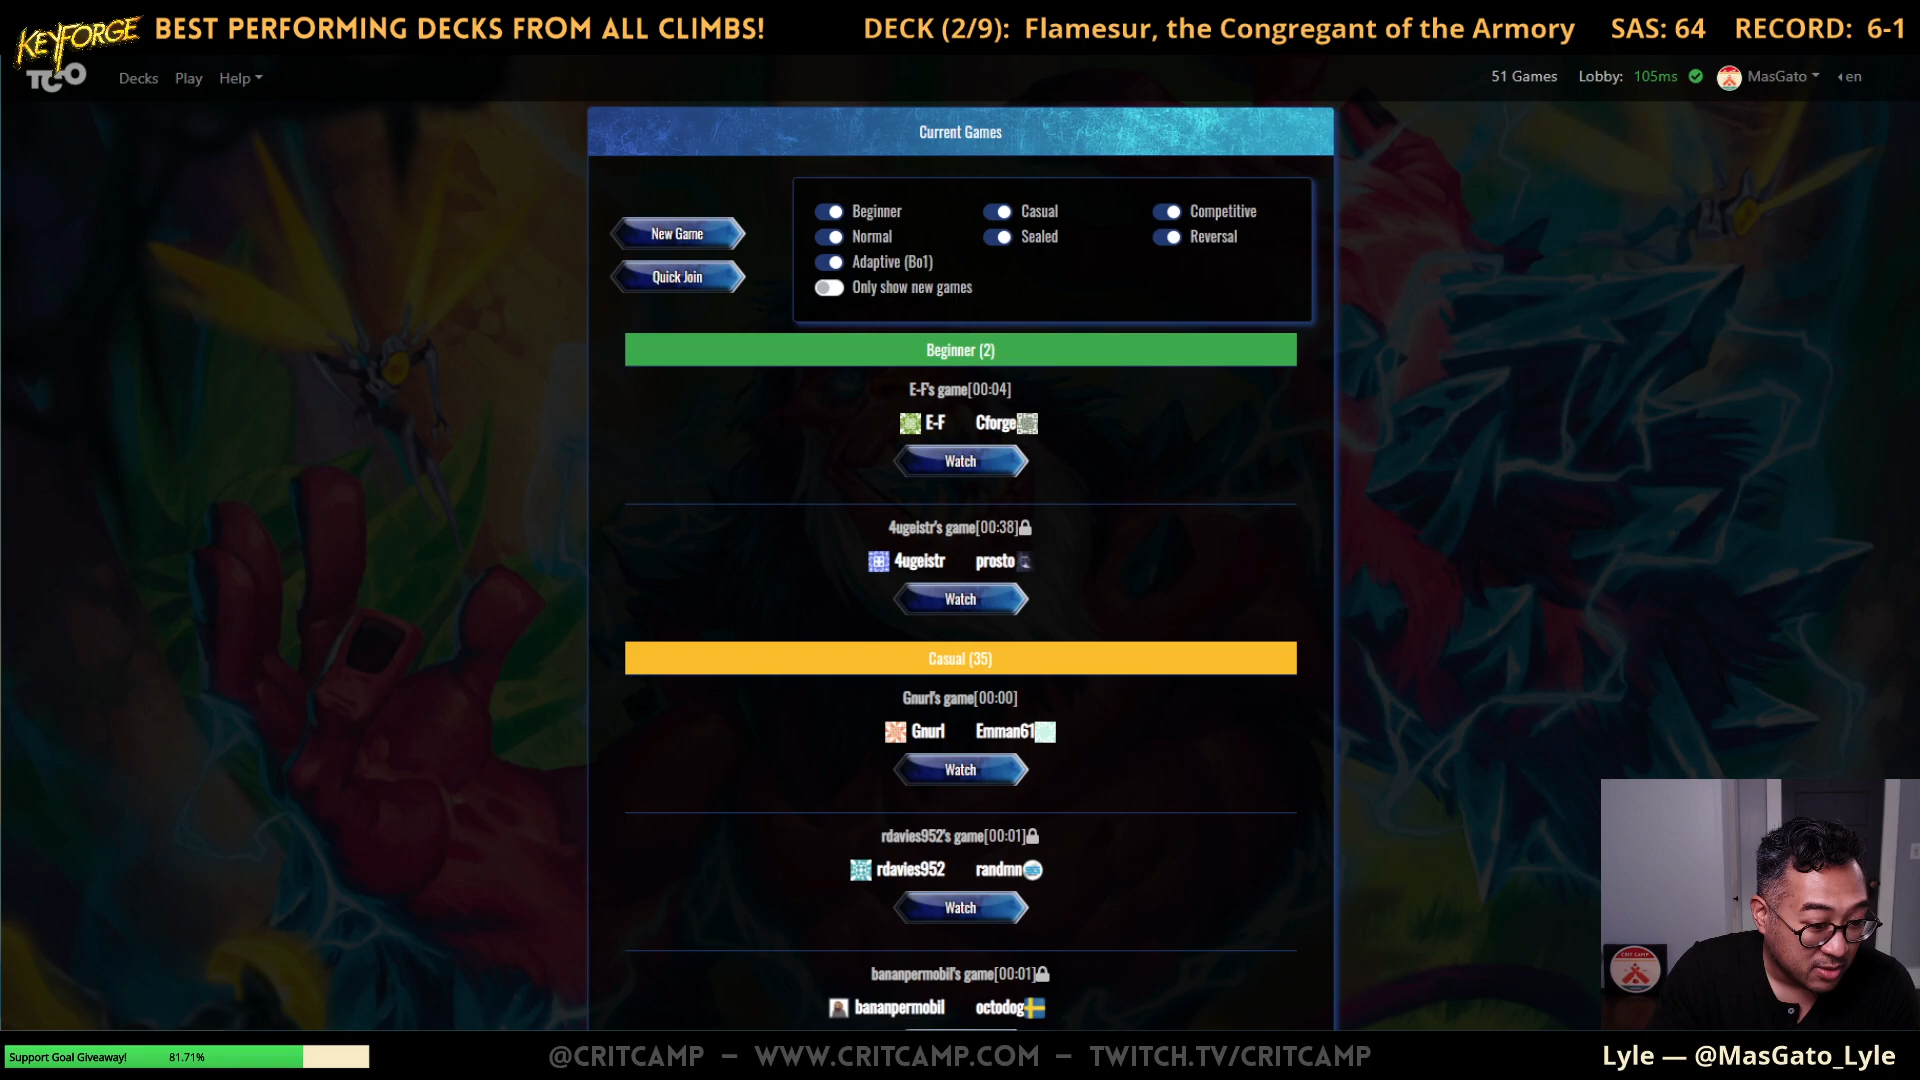 KEYFORGE
BEST PERFORMING DECKS FROM ALL CLIMBS!
DECK (2/9): Flamesur, the Congregant of the Armory
SAS: 64
RECORD: 6-1
TCO
Decks
Play
Help
51 Games
Lobby: 105ms
MasGato
en
Current Games
New Game
Quick Join
Beginner
Casual
Competitive
Normal
Sealed
Reversal
Adaptive (Bo1)
Only show new games
Beginner (2)
E-F's game[00:04]
E-F
Cforge
Watch
4ugeistr's game[00:38]
4ugeistr
prosto
Watch
Casual (35)
Gnurl's game[00:00]
Gnurl
Emman61
Watch
rdavies952's game[00:01]
rdavies952
randmn
Watch
bananpermobil's game[00:01]
bananpermobil
octodog
CRIT CAMP
Support Goal Giveaway! 81.71%
@CRITCAMP — WWW.CRITCAMP.COM — TWITCH.TV/CRITCAMP
Lyle — @MasGato_Lyle